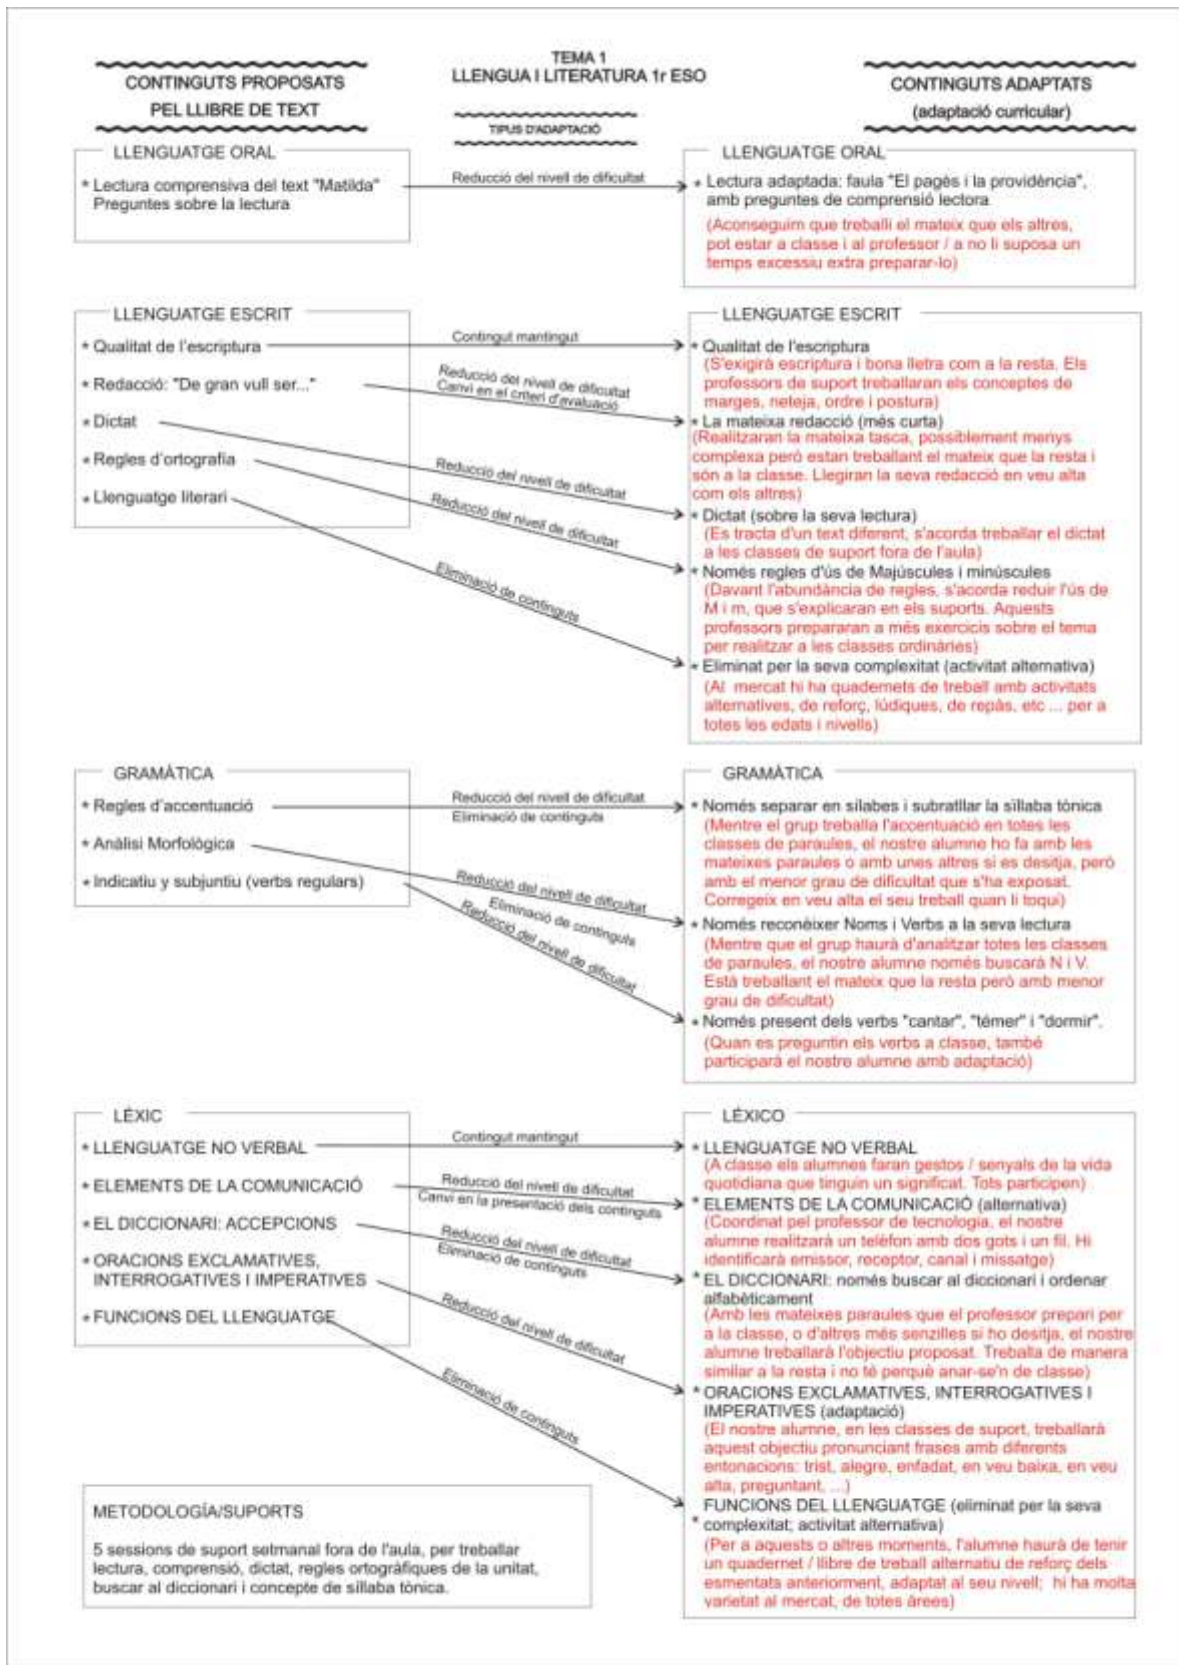 TEMA 1
LLENGUA I LITERATURA 1r ESO
CONTINGUTS PROPOSATS
PEL LLIBRE DE TEXT
TIPUS D'ADAPTACIÓ
CONTINGUTS ADAPTATS
(adaptació curricular)
LLENGUATGE ORAL
* Lectura comprensiva del text "Matilda"
Preguntes sobre la lectura
Reducció del nivell de dificultat
LLENGUATGE ORAL
* Lectura adaptada: faula "El pagès i la providència",
amb preguntes de comprensió lectora
(Aconseguim que treballi el mateix que els altres,
pot estar a classe i al professor / a no li suposa un
temps excessiu extra preparar-lo)
LLENGUATGE ESCRIT
* Qualitat de l'escriptura
* Redacció: "De gran vull ser..."
* Dictat
* Regles d'ortografia
* Llenguatge literari
Contingut mantingut
Reducció del nivell de dificultat
Canvi en el criteri d'avaluació
Reducció del nivell de dificultat
Reducció del nivell de dificultat
Eliminació de continguts
LLENGUATGE ESCRIT
* Qualitat de l'escriptura
(S'exigirà escriptura i bona lletra com a la resta. Els
professors de suport treballaran els conceptes de
marges, neteja, ordre i postura)
* La mateixa redacció (més curta)
(Realitzaran la mateixa tasca, possiblement menys
complexa però estan treballant el mateix que la resta i
són a la classe. Llegiran la seva redacció en veu alta
com els altres)
* Dictat (sobre la seva lectura)
(Es tracta d'un text diferent, s'acorda treballar el dictat
a les classes de suport fora de l'aula)
* Només regles d'ús de Majúscules i minúscules
(Davant l'abundància de regles, s'acorda reduir l'ús de
M i m, que s'explicaran en els suports. Aquests
professors prepararan a més exercicis sobre el tema
per realitzar a les classes ordinàries)
* Eliminat per la seva complexitat (activitat alternativa)
(Al mercat hi ha quadernets de treball amb activitats
alternatives, de reforç, lúdiques, de repàs, etc ... per a
totes les edats i nivells)
GRAMÀTICA
* Regles d'accentuació
* Anàlisi Morfològica
* Indicatiu y subjuntiu (verbs regulars)
Reducció del nivell de dificultat
Eliminació de continguts
Reducció del nivell de dificultat
Eliminació de continguts
Reducció del nivell de dificultat
GRAMÀTICA
* Només separar en síl·labes i subratllar la síl·laba tònica
(Mentre el grup treballa l'accentuació en totes les
classes de paraules, el nostre alumne ho fa amb les
mateixes paraules o amb unes altres si es desitja, però
amb el menor grau de dificultat que s'ha exposat.
Corregeix en veu alta el seu treball quan li toqui)
* Només reconèixer Noms i Verbs a la seva lectura
(Mentre que el grup haurà d'analitzar totes les classes
de paraules, el nostre alumne només buscarà N i V.
Està treballant el mateix que la resta però amb menor
grau de dificultat)
* Només present dels verbs "cantar", "témer" i "dormir".
(Quan es preguntin els verbs a classe, també
participarà el nostre alumne amb adaptació)
LÈXIC
* LLENGUATGE NO VERBAL
* ELEMENTS DE LA COMUNICACIÓ
* EL DICCIONARI: ACCEPCIONS
* ORACIONS EXCLAMATIVES,
INTERROGATIVES I IMPERATIVES
* FUNCIONS DEL LLENGUATGE
Contingut mantingut
Reducció del nivell de dificultat
Canvi en la presentació dels continguts
Reducció del nivell de dificultat
Eliminació de continguts
Reducció del nivell de dificultat
Eliminació de continguts
LÉXICO
* LLENGUATGE NO VERBAL
(A classe els alumnes faran gestos / senyals de la vida
quotidiana que tinguin un significat. Tots participen)
* ELEMENTS DE LA COMUNICACIÓ (alternativa)
(Coordinat pel professor de tecnologia, el nostre
alumne realitzarà un telèfon amb dos gots i un fil. Hi
identificarà emissor, receptor, canal i missatge)
* EL DICCIONARI: només buscar al diccionari i ordenar
alfabèticament
(Amb les mateixes paraules que el professor prepari per
a la classe, o d'altres més senzilles si ho desitja, el nostre
alumne treballarà l'objectiu proposat. Treballa de manera
similar a la resta i no té perquè anar-se'n de classe)
* ORACIONS EXCLAMATIVES, INTERROGATIVES I
IMPERATIVES (adaptació)
(El nostre alumne, en les classes de suport, treballarà
aquest objectiu pronunciant frases amb diferents
entonacions: trist, alegre, enfadat, en veu baixa, en veu
alta, preguntant, ...)
FUNCIONS DEL LLENGUATGE (eliminat per la seva
* complexitat; activitat alternativa)
(Per a aquests o altres moments, l'alumne haurà de tenir
un quadernet / llibre de treball alternatiu de reforç dels
esmentats anteriorment, adaptat al seu nivell; hi ha molta
varietat al mercat, de totes àrees)
METODOLOGÍA/SUPORTS
5 sessions de suport setmanal fora de l'aula, per treballar
lectura, comprensió, dictat, regles ortogràfiques de la unitat,
buscar al diccionari i concepte de síl·laba tònica.